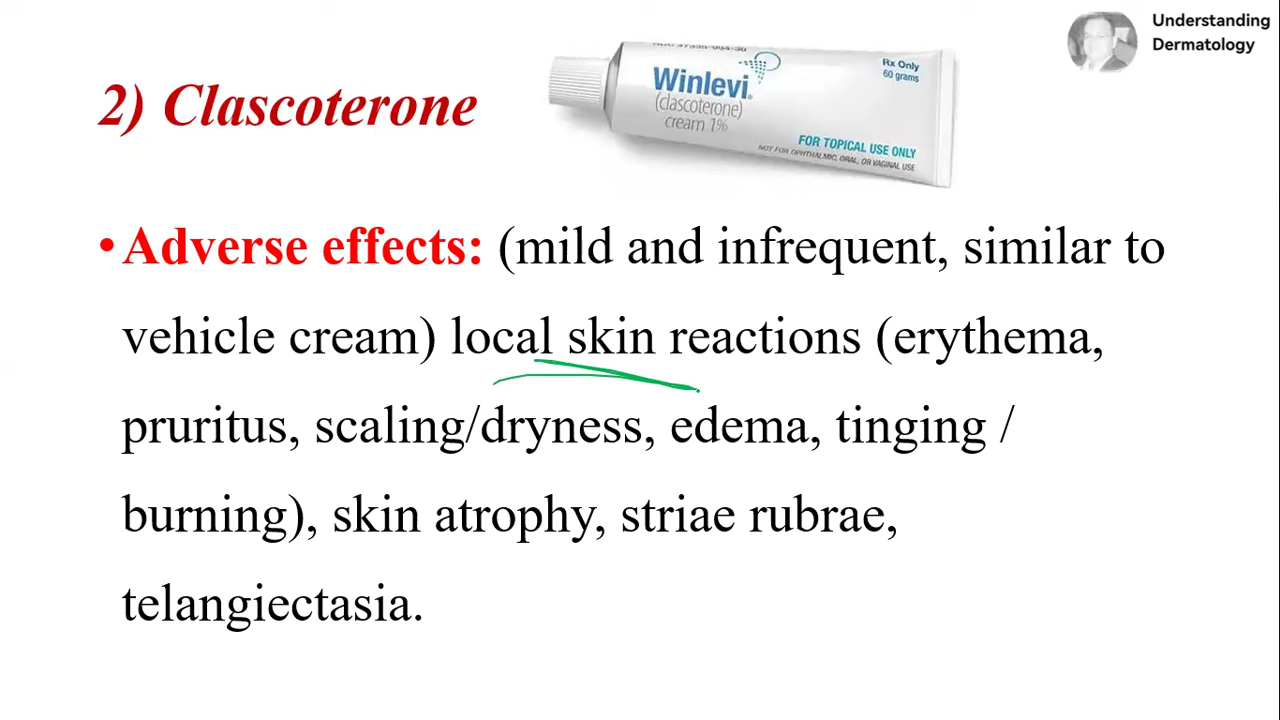 Understanding
Dermatology
2) Clascoterone
Winlevi®
(clascoterone)
cream 1%
Rx Only
60 grams
FOR TOPICAL USE ONLY
NOT FOR OPHTHALMIC, ORAL, OR VAGINAL USE
•Adverse effects: (mild and infrequent, similar to
vehicle cream) local skin reactions (erythema,
pruritus, scaling/dryness, edema, tinging /
burning), skin atrophy, striae rubrae,
telangiectasia.